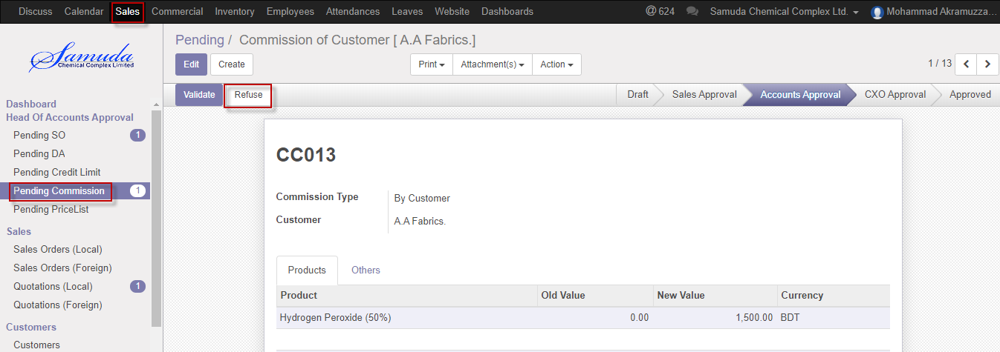 Discuss Calendar Sales Commercial Inventory Employees Attendances Leaves Website Dashboards @ 624 Samuda Chemical Complex Ltd. Mohammad Akramuzza...
Samuda
Chemical Complex Limited
Pending / Commission of Customer [ A.A Fabrics.]
Edit Create Print Attachment(s) Action 1 / 13
Validate Refuse Draft Sales Approval Accounts Approval CXO Approval Approved
Dashboard
Head Of Accounts Approval
Pending SO 1
Pending DA
Pending Credit Limit
Pending Commission 1
Pending PriceList
Sales
Sales Orders (Local)
Sales Orders (Foreign)
Quotations (Local) 1
Quotations (Foreign)
Customers
Customers
CC013
Commission Type By Customer
Customer A.A Fabrics.
Products Others
Product Old Value New Value Currency
Hydrogen Peroxide (50%) 0.00 1,500.00 BDT